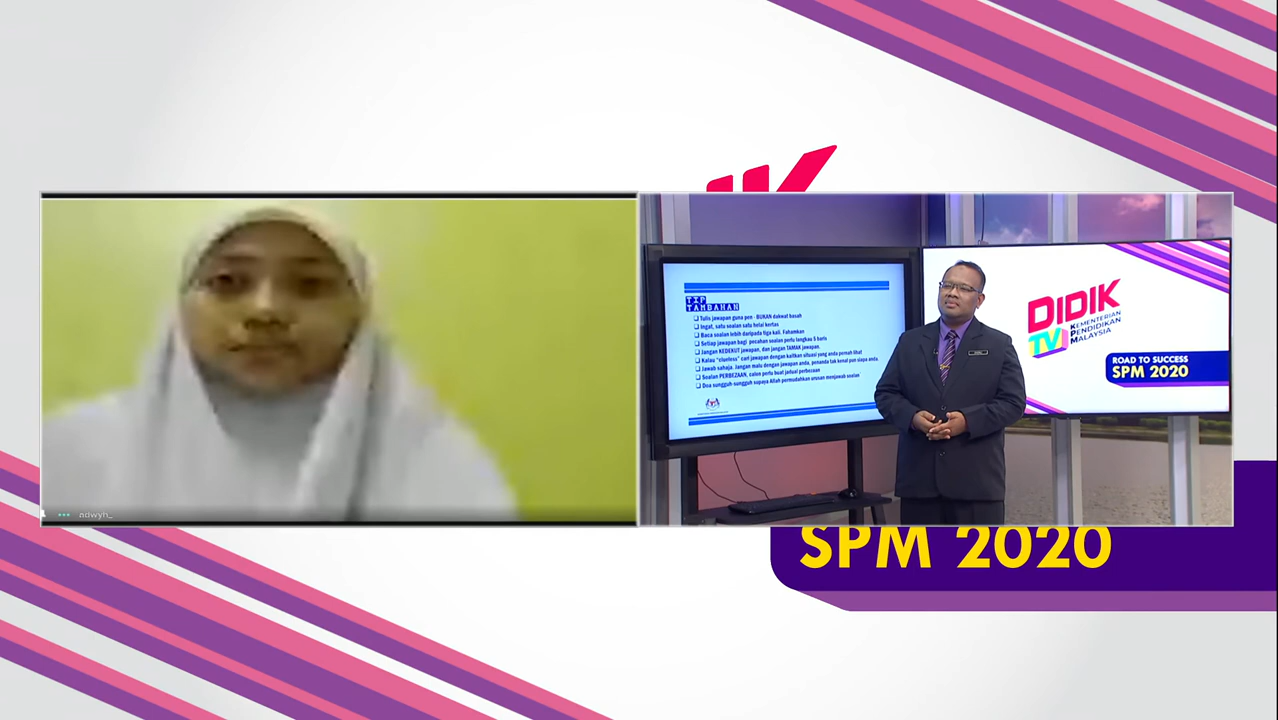 IK
TIP
TAMBAHAN
Tulis jawapan guna pen - BUKAN dakwat basah
Ingat, satu soalan satu helai kertas
Baca soalan lebih daripada tiga kali. Fahamkan
Setiap jawapan bagi pecahan soalan perlu langkau 5 baris
Jangan KEDEKUT jawapan, dan jangan TAMAK jawapan.
Kalau "clueless" cari jawapan dengan kaitkan situasi yang anda pernah lihat
Jawab sahaja. Jangan malu dengan jawapan anda, penanda tak kenal pun siapa anda.
Soalan PERBEZAAN, calon perlu buat jadual perbezaan
Doa sungguh-sungguh supaya Allah permudahkan urusan menjawab soalan
DIDIK
TV
KEMENTERIAN
PENDIDIKAN
MALAYSIA
ROAD TO SUCCESS
SPM 2020
adwyh_
SPM 2020